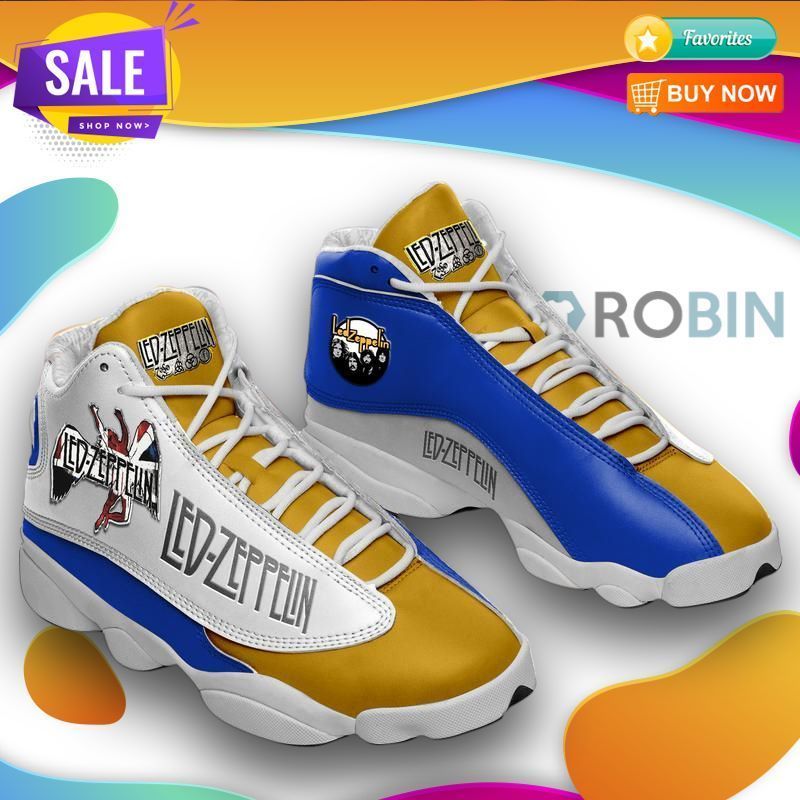 SALE
SHOP NOW>
Favorites
BUY NOW
LED-ZEPPELIN
Led Zeppelin
ROBIN
LED-ZEPPELIN
LED-ZEPPELIN
LED-ZEPPELIN
LED-ZEPPELIN